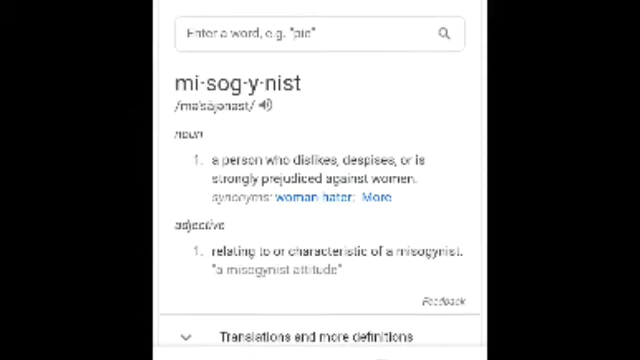 Enter a word, e.g. "pie"
mi·sog·y·nist
/məˈsäjənəst/
noun
1. a person who dislikes, despises, or is
strongly prejudiced against women.
synonyms: woman-hater; More
adjective
1. relating to or characteristic of a misogynist.
"a misogynist attitude"
Feedback
Translations and more definitions